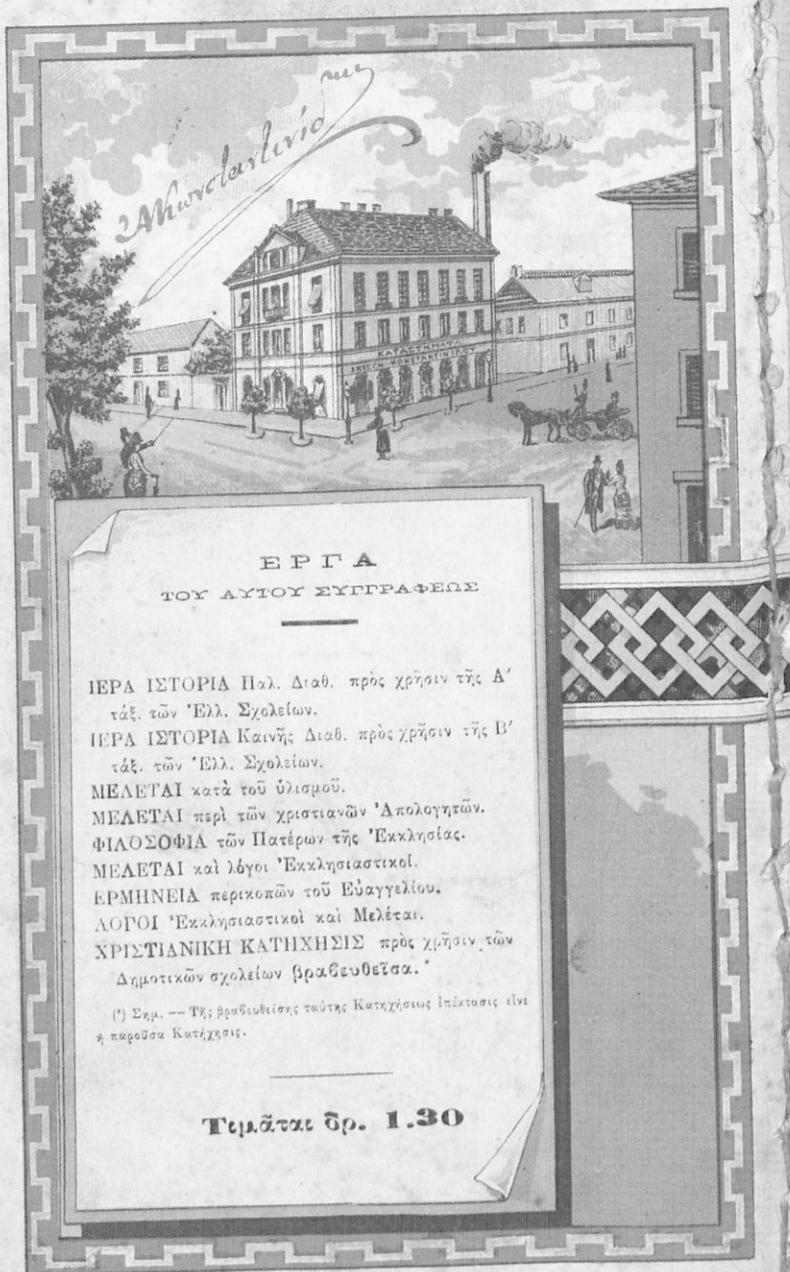 ΑΚωνσταντινίδης
ΚΑΤΑΣΤΗΜΑΤΑ
ΑΝΕΣΤΗ ΚΩΝΣΤΑΝΤΙΝΙΔΟΥ
ΕΡΓΑ
ΤΟΥ ΑΥΤΟΥ ΣΥΓΓΡΑΦΕΩΣ
ΙΕΡΑ ΙΣΤΟΡΙΑ Παλ. Διαθ. πρὸς χρῆσιν τῆς Α′
τάξ. τῶν Ἑλλ. Σχολείων.
ΙΕΡΑ ΙΣΤΟΡΙΑ Καινῆς Διαθ. πρὸς χρῆσιν τῆς Β′
τάξ. τῶν Ἑλλ. Σχολείων.
ΜΕΛΕΤΑΙ κατὰ τοῦ ὑλισμοῦ.
ΜΕΛΕΤΑΙ περὶ τῶν χριστιανῶν Ἀπολογητῶν.
ΦΙΛΟΣΟΦΙΑ τῶν Πατέρων τῆς Ἐκκλησίας.
ΜΕΛΕΤΑΙ καὶ λόγοι Ἐκκλησιαστικοί.
ΕΡΜΗΝΕΙΑ περικοπῶν τοῦ Εὐαγγελίου.
ΛΟΓΟΙ Ἐκκλησιαστικοὶ καὶ Μελέται.
ΧΡΙΣΤΙΑΝΙΚΗ ΚΑΤΗΧΗΣΙΣ πρὸς χρῆσιν τῶν
Δημοτικῶν σχολείων βραβευθεῖσα.*
(*) Σημ. — Τῆς βραβευθείσης ταύτης Κατηχήσεως ἐπέκτασις εἶνε
ἡ παροῦσα Κατήχησις.
Τιμᾶται δρ. 1.30